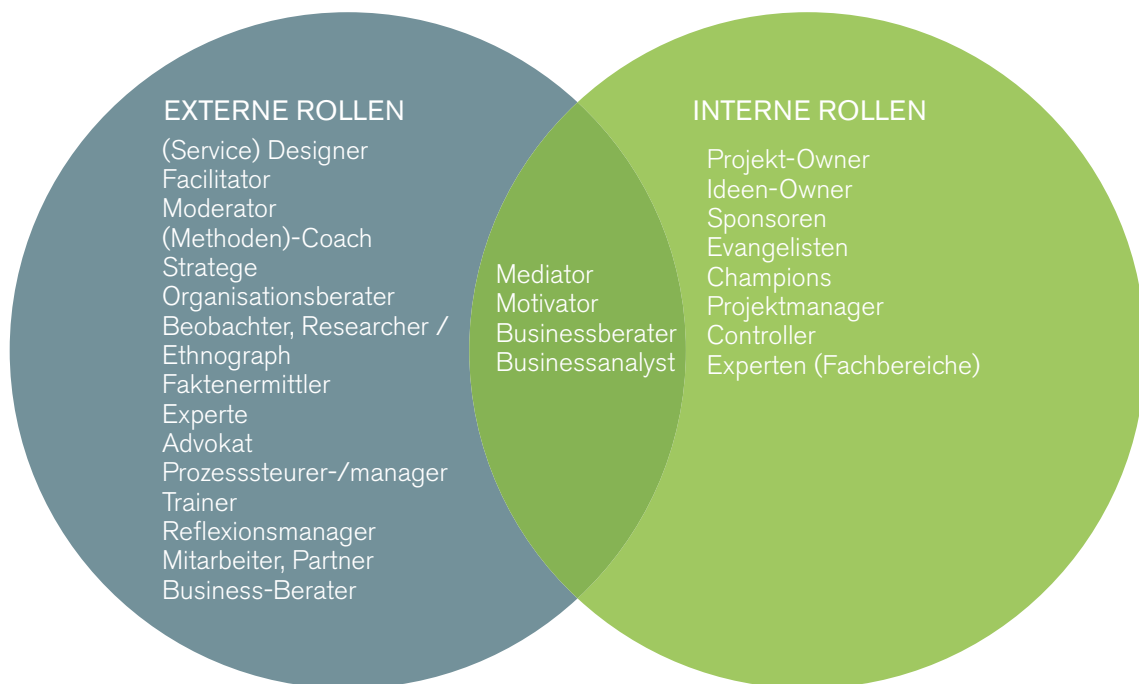 EXTERNE ROLLEN
(Service) Designer
Facilitator
Moderator
(Methoden)-Coach
Stratege
Organisationsberater
Beobachter, Researcher /
Ethnograph
Faktenermittler
Experte
Advokat
Prozesssteurer-/manager
Trainer
Reflexionsmanager
Mitarbeiter, Partner
Business-Berater
Mediator
Motivator
Businessberater
Businessanalyst
INTERNE ROLLEN
Projekt-Owner
Ideen-Owner
Sponsoren
Evangelisten
Champions
Projektmanager
Controller
Experten (Fachbereiche)